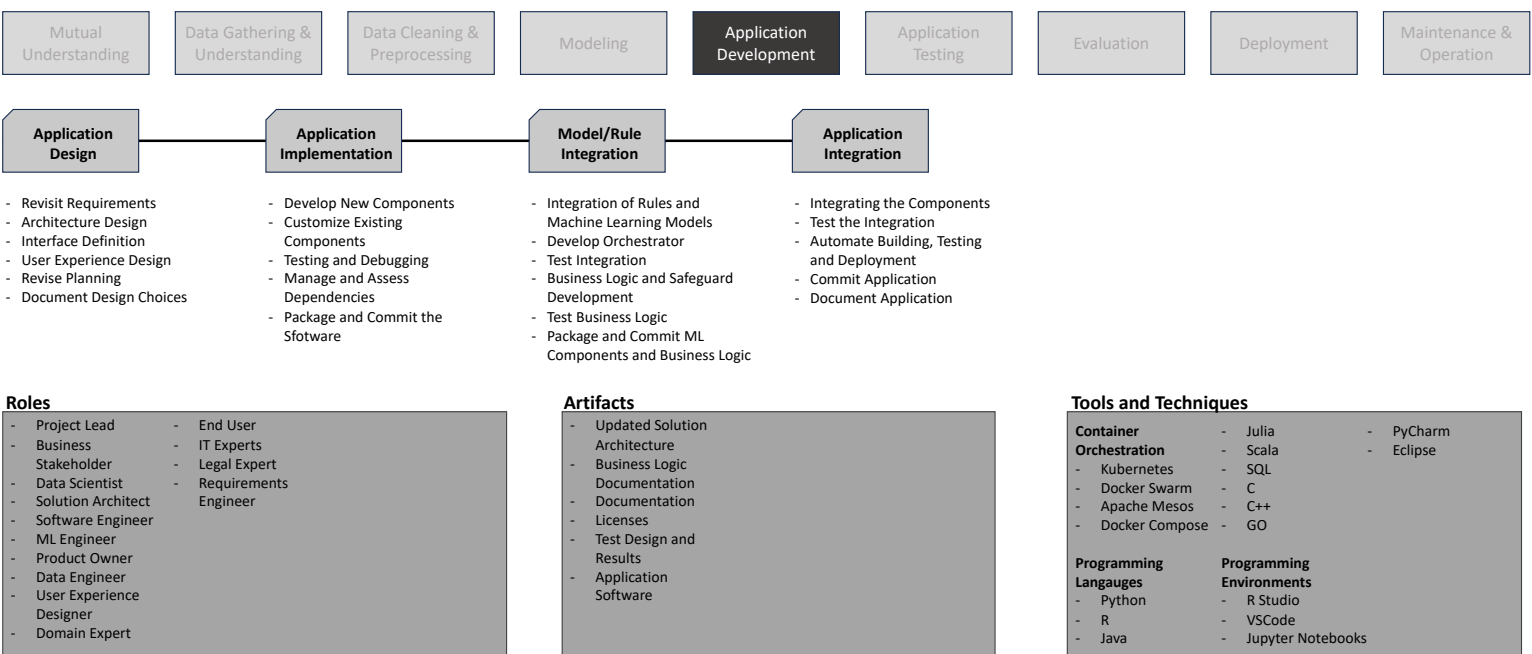 Mutual
Understanding
Data Gathering &
Understanding
Data Cleaning &
Preprocessing
Modeling
Application
Development
Application
Testing
Evaluation
Deployment
Maintenance &
Operation
Application
Design
Application
Implementation
Model/Rule
Integration
Application
Integration
- Revisit Requirements
- Architecture Design
- Interface Definition
- User Experience Design
- Revise Planning
- Document Design Choices
- Develop New Components
- Customize Existing
Components
- Testing and Debugging
- Manage and Assess
Dependencies
- Package and Commit the
Sfotware
- Integration of Rules and
Machine Learning Models
- Develop Orchestrator
- Test Integration
- Business Logic and Safeguard
Development
- Test Business Logic
- Package and Commit ML
Components and Business Logic
- Integrating the Components
- Test the Integration
- Automate Building, Testing
and Deployment
- Commit Application
- Document Application
Roles
- Project Lead
- Business
Stakeholder
- Data Scientist
- Solution Architect
- Software Engineer
- ML Engineer
- Product Owner
- Data Engineer
- User Experience
Designer
- Domain Expert
- End User
- IT Experts
- Legal Expert
- Requirements
Engineer
Artifacts
- Updated Solution
Architecture
- Business Logic
Documentation
- Documentation
- Licenses
- Test Design and
Results
- Application
Software
Tools and Techniques
Container
Orchestration
- Kubernetes
- Docker Swarm
- Apache Mesos
- Docker Compose
Programming
Langauges
- Python
- R
- Java
- Julia
- Scala
- SQL
- C
- C++
- GO
Programming
Environments
- R Studio
- VSCode
- Jupyter Notebooks
- PyCharm
- Eclipse